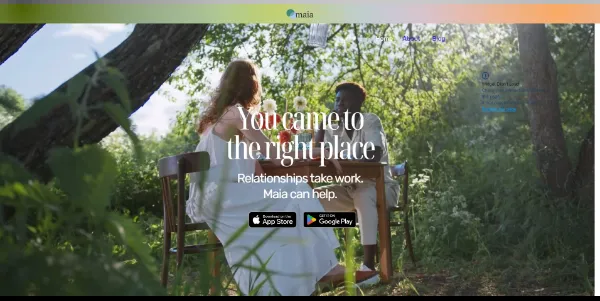 maia
About
Blog
You came to
the right place
Relationships take work.
Maia can help.
Download on the
App Store
GET IT ON
Google Play